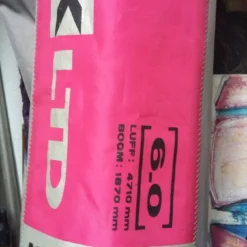 K LTD
[6.0]
LUFF: 4710 mm
BOOM: 1870 mm